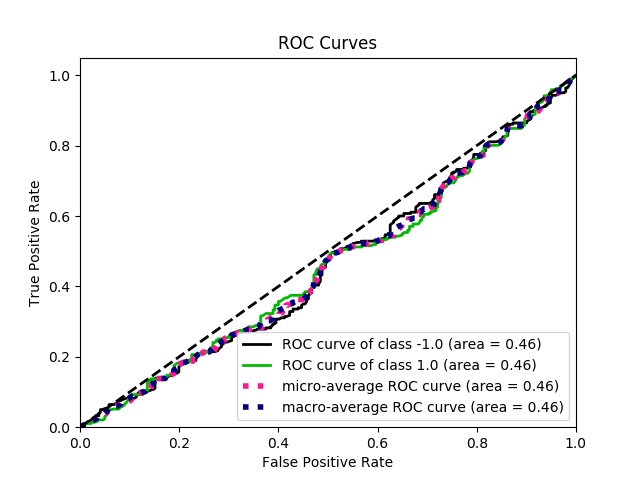 ROC Curves
True Positive Rate
1.0
0.8
0.6
0.4
0.2
0.0
ROC curve of class -1.0 (area = 0.46)
ROC curve of class 1.0 (area = 0.46)
micro-average ROC curve (area = 0.46)
macro-average ROC curve (area = 0.46)
0.0 0.2 0.4 0.6 0.8 1.0
False Positive Rate